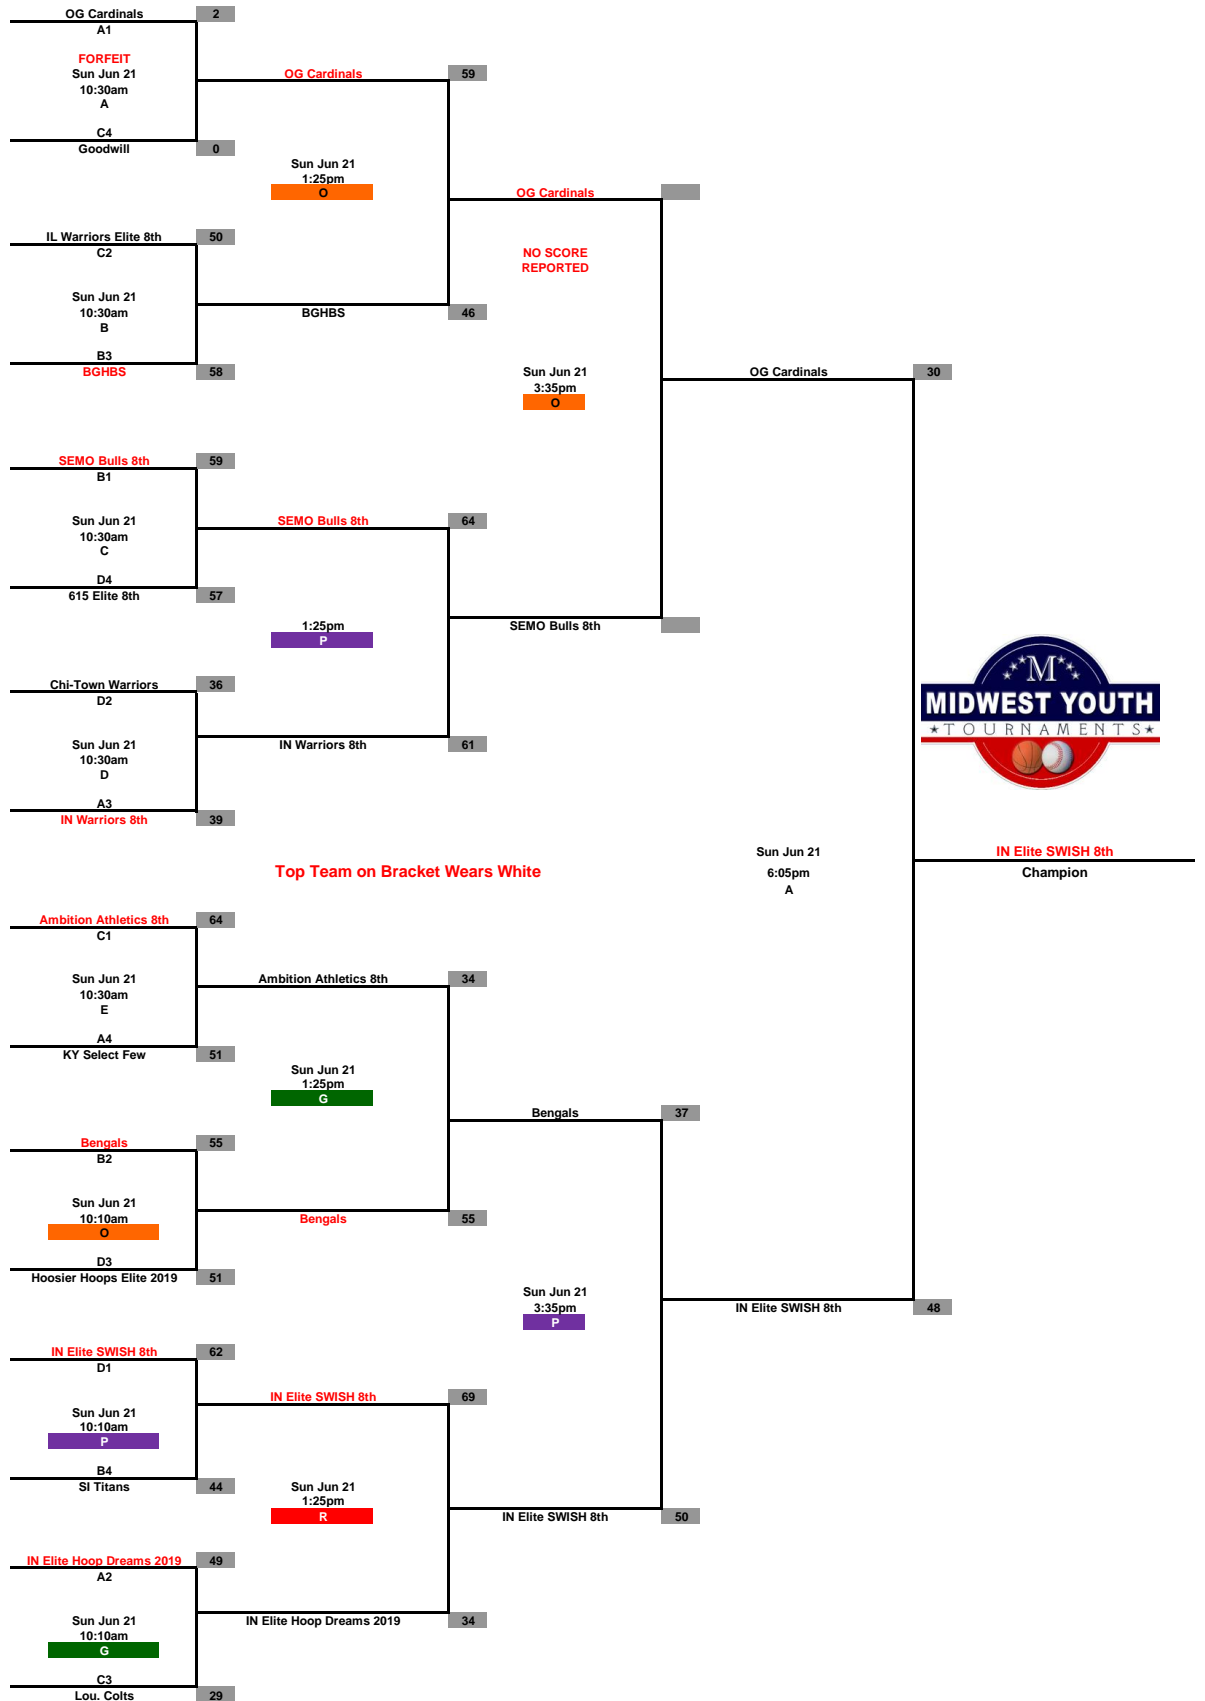 OG Cardinals 2
A1
FORFEIT
Sun Jun 21
10:30am
A
C4
Goodwill 0
OG Cardinals 59
Sun Jun 21
1:25pm
O
IL Warriors Elite 8th 50
C2
Sun Jun 21
10:30am
B
B3
BGHBS 58
BGHBS 46
OG Cardinals
NO SCORE
REPORTED
Sun Jun 21
3:35pm
O
OG Cardinals 30
SEMO Bulls 8th 59
B1
Sun Jun 21
10:30am
C
D4
615 Elite 8th 57
SEMO Bulls 8th 64
1:25pm
P
SEMO Bulls 8th
Chi-Town Warriors 36
D2
Sun Jun 21
10:30am
D
A3
IN Warriors 8th 39
IN Warriors 8th 61
M
MIDWEST YOUTH
TOURNAMENTS
Top Team on Bracket Wears White
Sun Jun 21
6:05pm
A
IN Elite SWISH 8th
Champion
Ambition Athletics 8th 64
C1
Sun Jun 21
10:30am
E
A4
KY Select Few 51
Ambition Athletics 8th 34
Sun Jun 21
1:25pm
G
Bengals 37
Bengals 55
B2
Sun Jun 21
10:10am
O
D3
Hoosier Hoops Elite 2019 51
Bengals 55
Sun Jun 21
3:35pm
P
IN Elite SWISH 8th 48
IN Elite SWISH 8th 62
D1
Sun Jun 21
10:10am
P
B4
SI Titans 44
IN Elite SWISH 8th 69
Sun Jun 21
1:25pm
R
IN Elite SWISH 8th 50
IN Elite Hoop Dreams 2019 49
A2
Sun Jun 21
10:10am
G
C3
Lou. Colts 29
IN Elite Hoop Dreams 2019 34